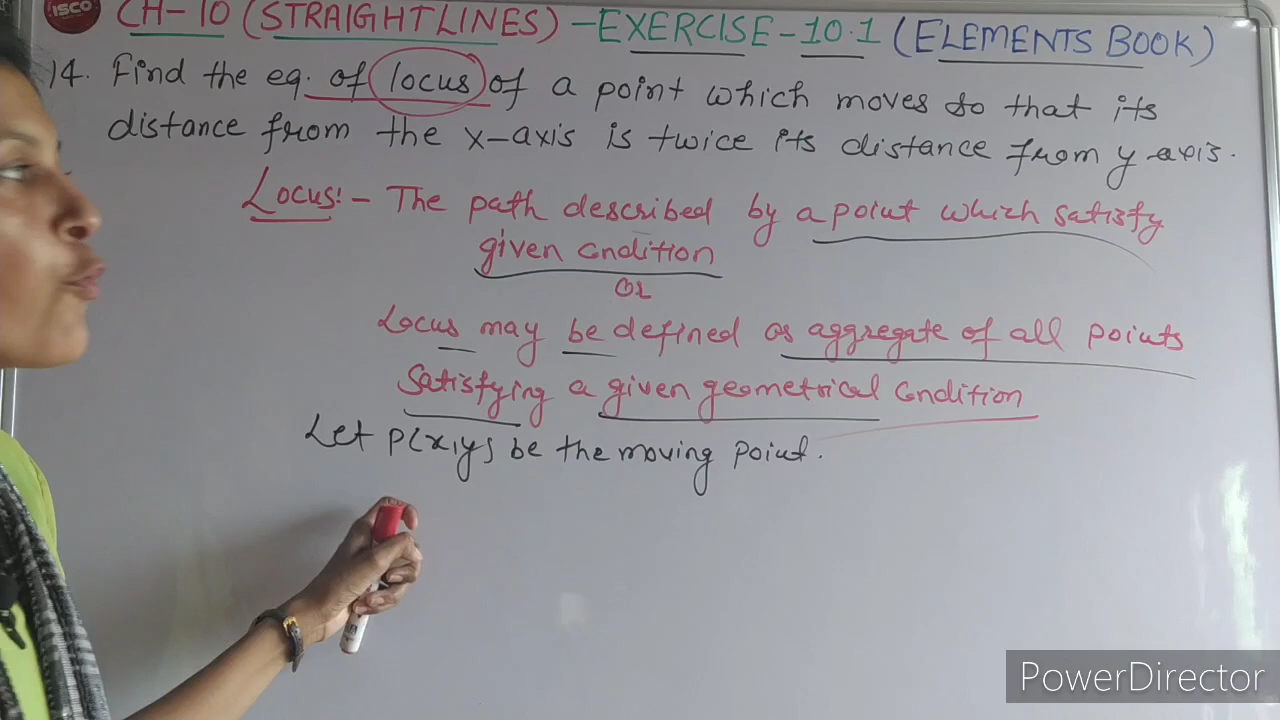 ISCO
CH-10 (STRAIGHT LINES) -EXERCISE-10.1 (ELEMENTS BOOK)
14. Find the eq. of locus of a point which moves so that its
distance from the x-axis is twice its distance from y-axis.
Locus:- The path described by a point which satisfy
given condition
OR
Locus may be defined as aggregate of all points
Satisfying a given geometrical condition
Let P(x,y) be the moving point.
PowerDirector